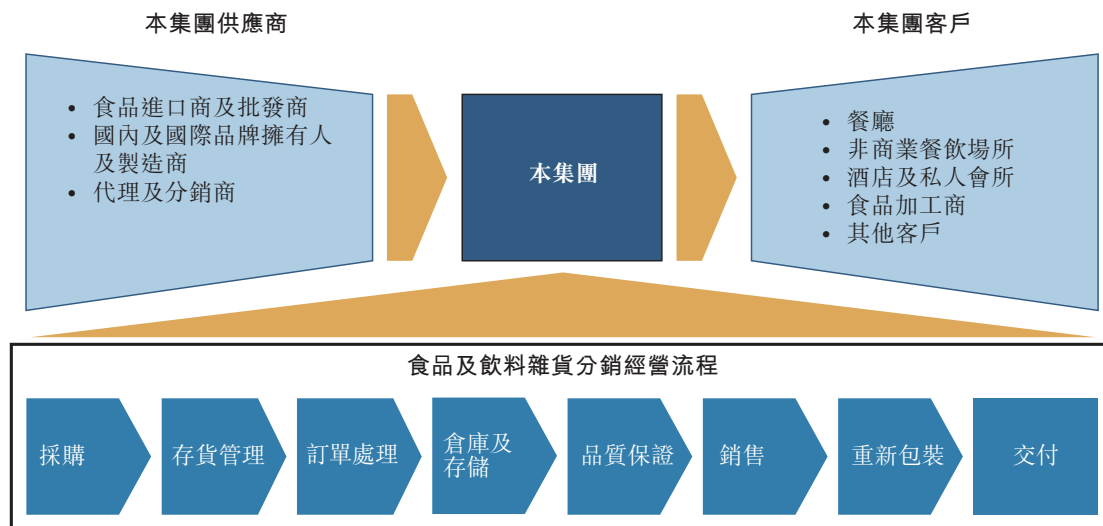 本集團供應商
本集團客戶
• 食品進口商及批發商
• 國內及國際品牌擁有人
及製造商
• 代理及分銷商
本集團
• 餐廳
• 非商業餐飲場所
• 酒店及私人會所
• 食品加工商
• 其他客戶
食品及飲料雜貨分銷經營流程
採購
存貨管理
訂單處理
倉庫及
存儲
品質保證
銷售
重新包裝
交付